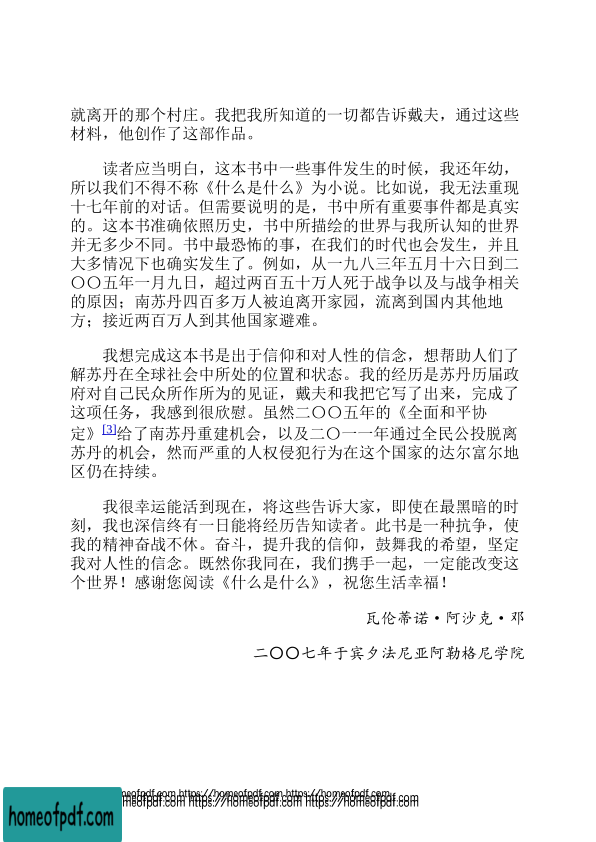 就离开的那个村庄。我把我所知道的一切都告诉戴夫，通过这些
材料，他创作了这部作品。
读者应当明白，这本书中一些事件发生的时候，我还年幼，
所以我们不得不称《什么是什么》为小说。比如说，我无法重现
十七年前的对话。但需要说明的是，书中所有重要事件都是真实
的。这本书准确依照历史，书中所描绘的世界与我所认知的世界
并无多少不同。书中最恐怖的事，在我们的时代也会发生，并且
大多情况下也确实发生了。例如，从一九八三年五月十六日到二
〇〇五年一月九日，超过两百五十万人死于战争以及与战争相关
的原因；南苏丹四百多万人被迫离开家园，流离到国内其他地
方；接近两百万人到其他国家避难。
我想完成这本书是出于信仰和对人性的信念，想帮助人们了
解苏丹在全球社会中所处的位置和状态。我的经历是苏丹历届政
府对自己民众所作所为的见证，戴夫和我把它写了出来，完成了
这项任务，我感到很欣慰。虽然二〇〇五年的《全面和平协
定》[3]给了南苏丹重建机会，以及二〇一一年通过全民公投脱离
苏丹的机会，然而严重的人权侵犯行为在这个国家的达尔富尔地
区仍在持续。
我很幸运能活到现在，将这些告诉大家，即使在最黑暗的时
刻，我也深信终有一日能将经历告知读者。此书是一种抗争，使
我的精神奋战不休。奋斗，提升我的信仰，鼓舞我的希望，坚定
我对人性的信念。既然你我同在，我们携手一起，一定能改变这
个世界！感谢您阅读《什么是什么》，祝您生活幸福！
瓦伦蒂诺·阿沙克·邓
二〇〇七年于宾夕法尼亚阿勒格尼学院
homeofpdf.com https://homeofpdf.com https://homeofpdf.com
homeofpdf.com https://homeofpdf.com https://homeofpdf.com
homeofpdf.com